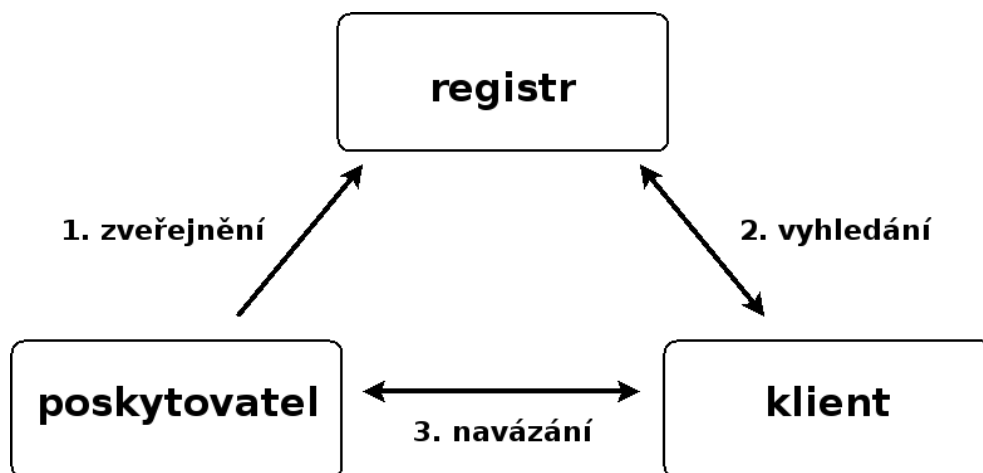 registr
1. zveřejnění
2. vyhledání
poskytovatel
klient
3. navázání